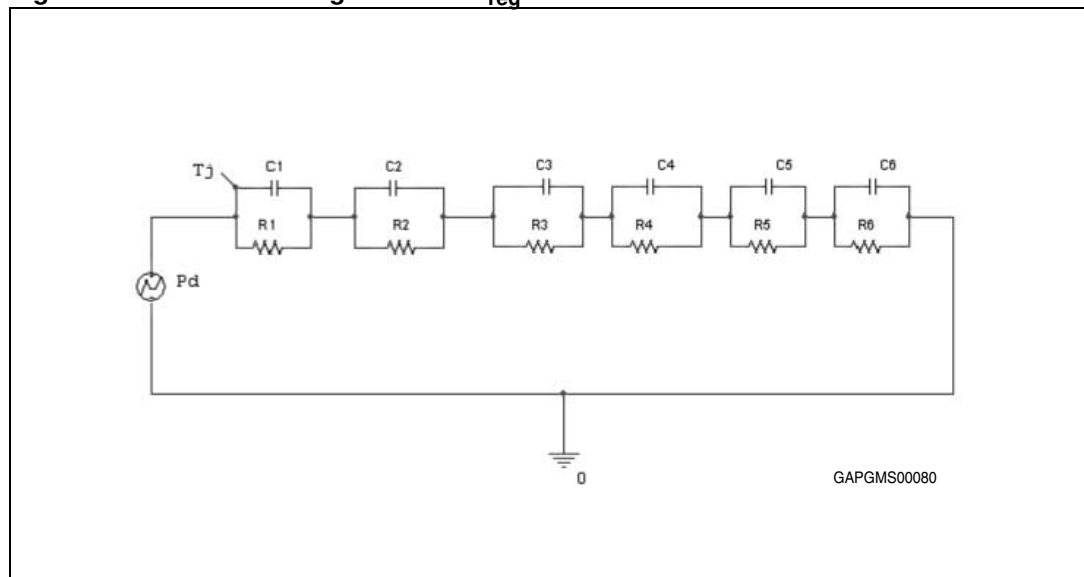 Tj
C1 C2 C3 C4 C5 C6
R1 R2 R3 R4 R5 R6
Pd
0
GAPGMS00080